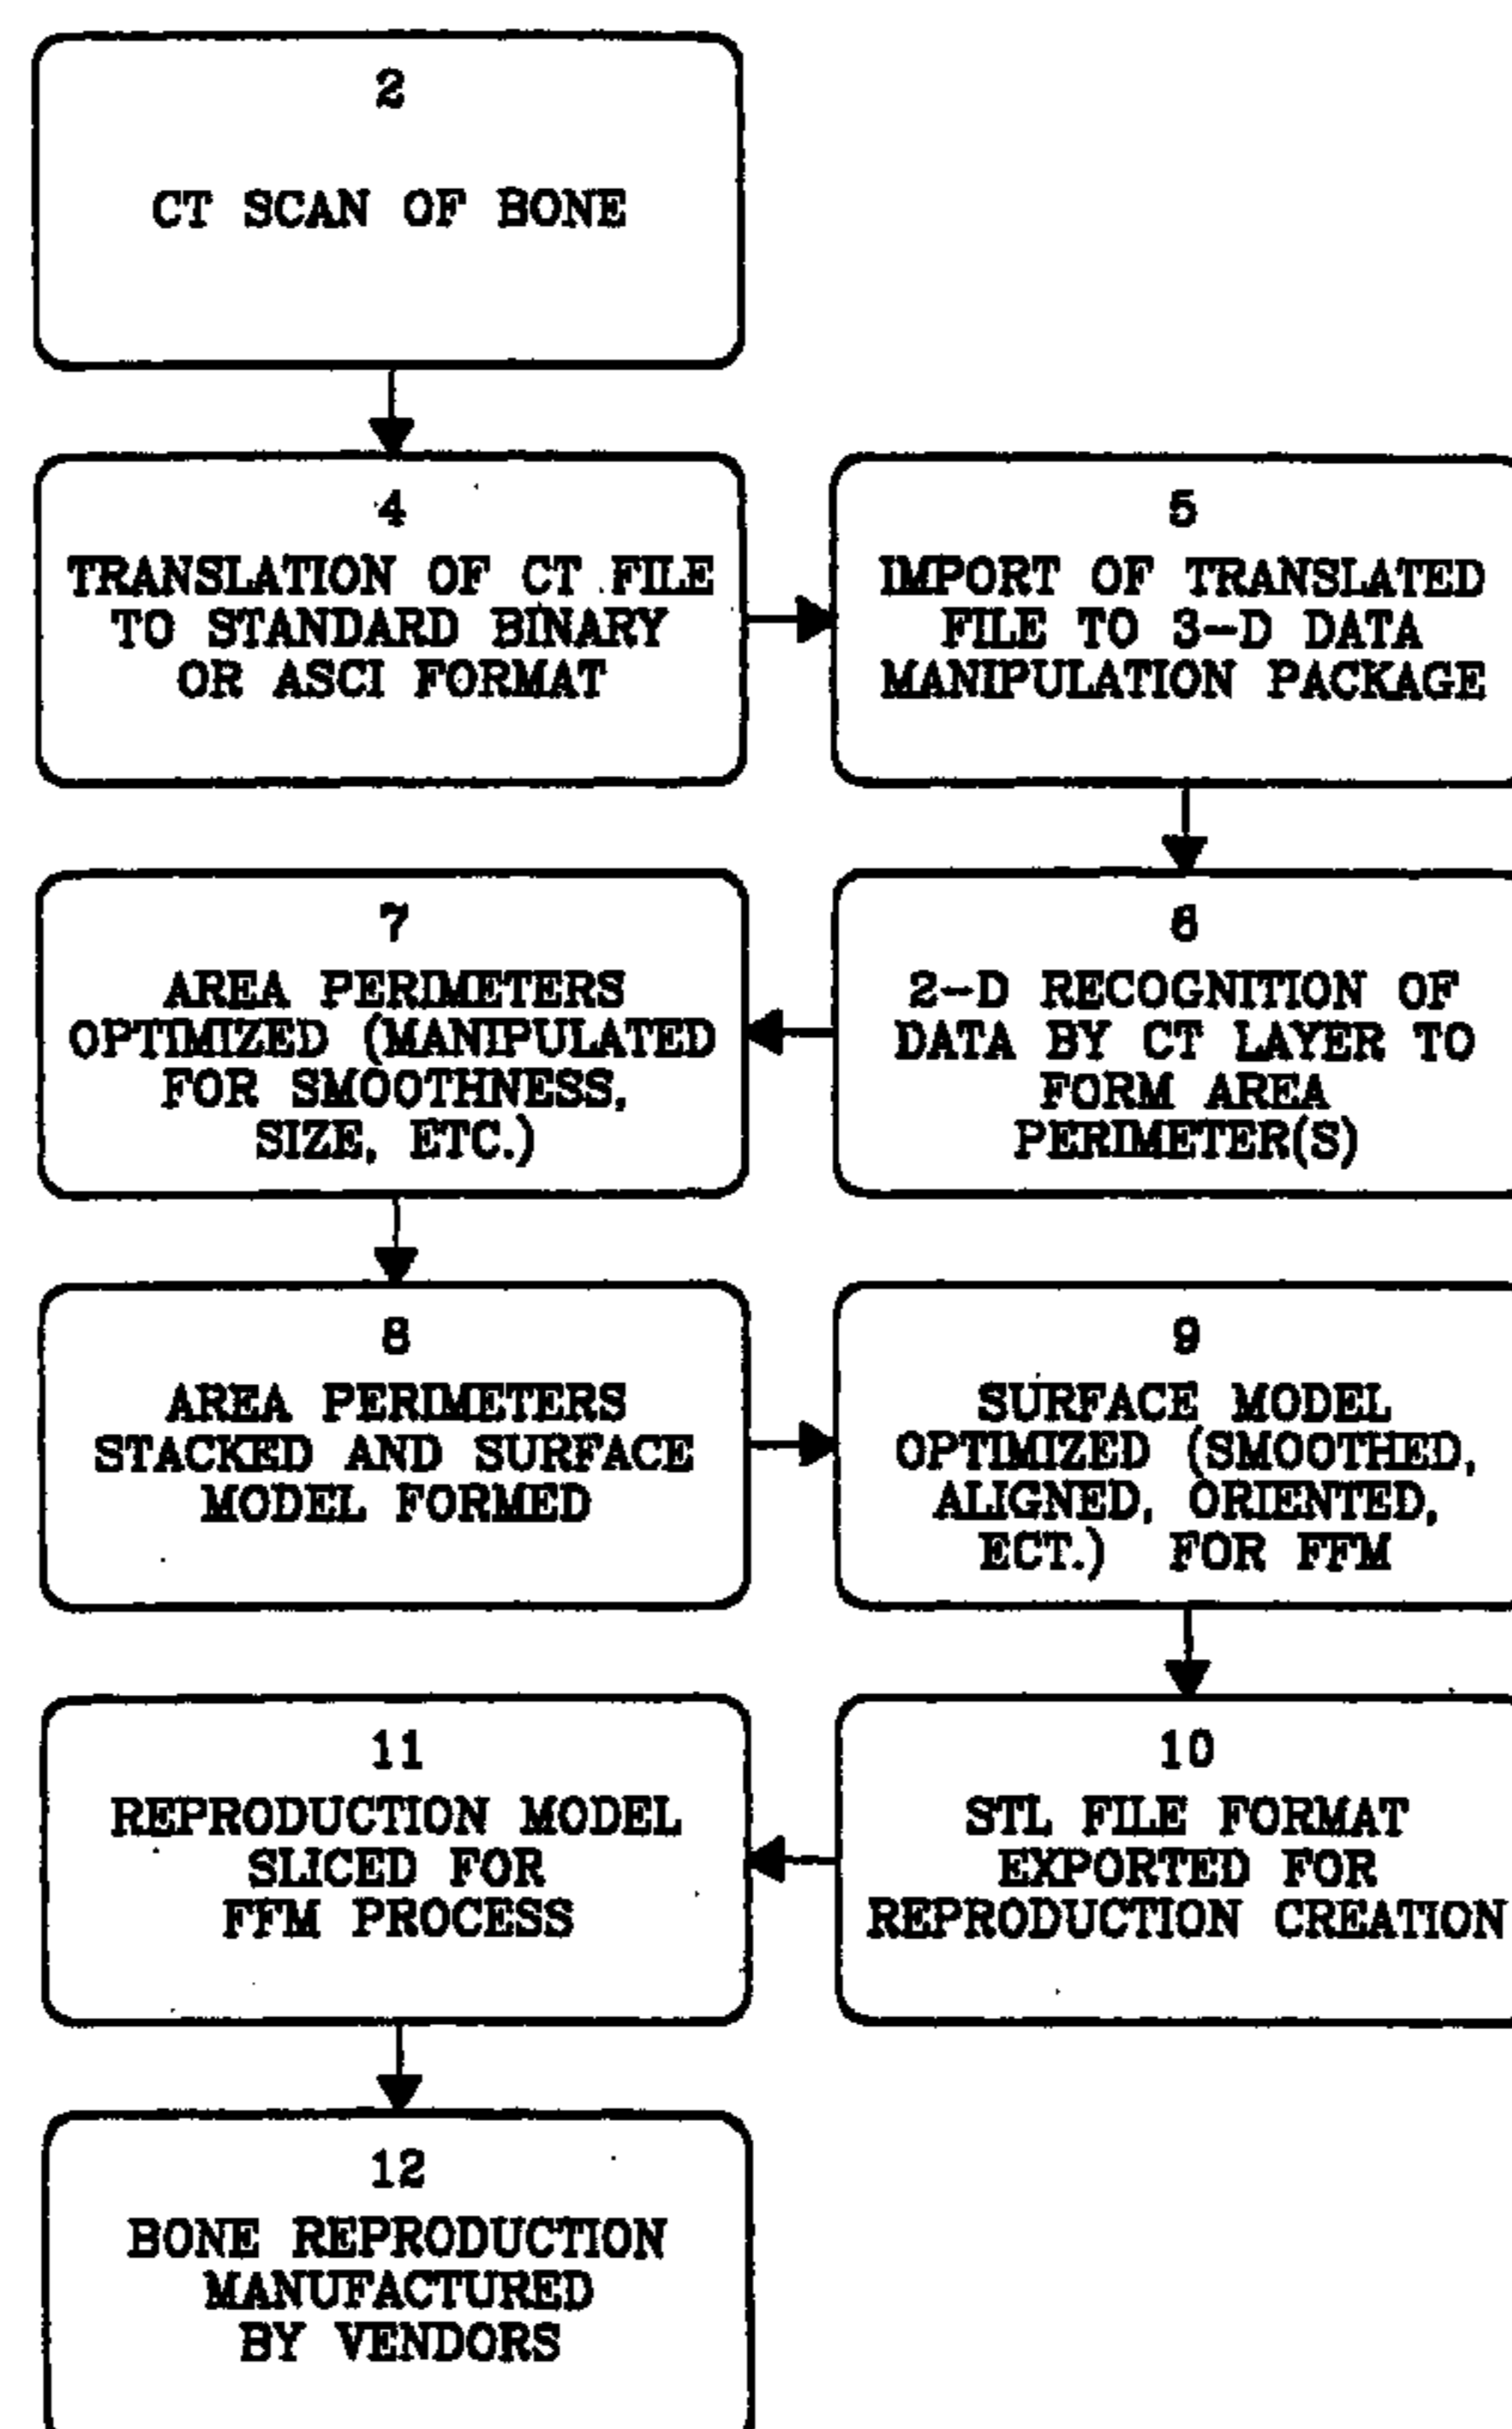 2
CT SCAN OF BONE
4
TRANSLATION OF CT FILE
TO STANDARD BINARY
OR ASCI FORMAT
5
IMPORT OF TRANSLATED
FILE TO 3-D DATA
MANIPULATION PACKAGE
6
2-D RECOGNITION OF
DATA BY CT LAYER TO
FORM AREA
PERIMETER(S)
7
AREA PERIMETERS
OPTIMIZED (MANIPULATED
FOR SMOOTHNESS,
SIZE, ETC.)
8
AREA PERIMETERS
STACKED AND SURFACE
MODEL FORMED
9
SURFACE MODEL
OPTIMIZED (SMOOTHED,
ALIGNED, ORIENTED,
ECT.) FOR FFM
10
STL FILE FORMAT
EXPORTED FOR
REPRODUCTION CREATION
11
REPRODUCTION MODEL
SLICED FOR
FFM PROCESS
12
BONE REPRODUCTION
MANUFACTURED
BY VENDORS